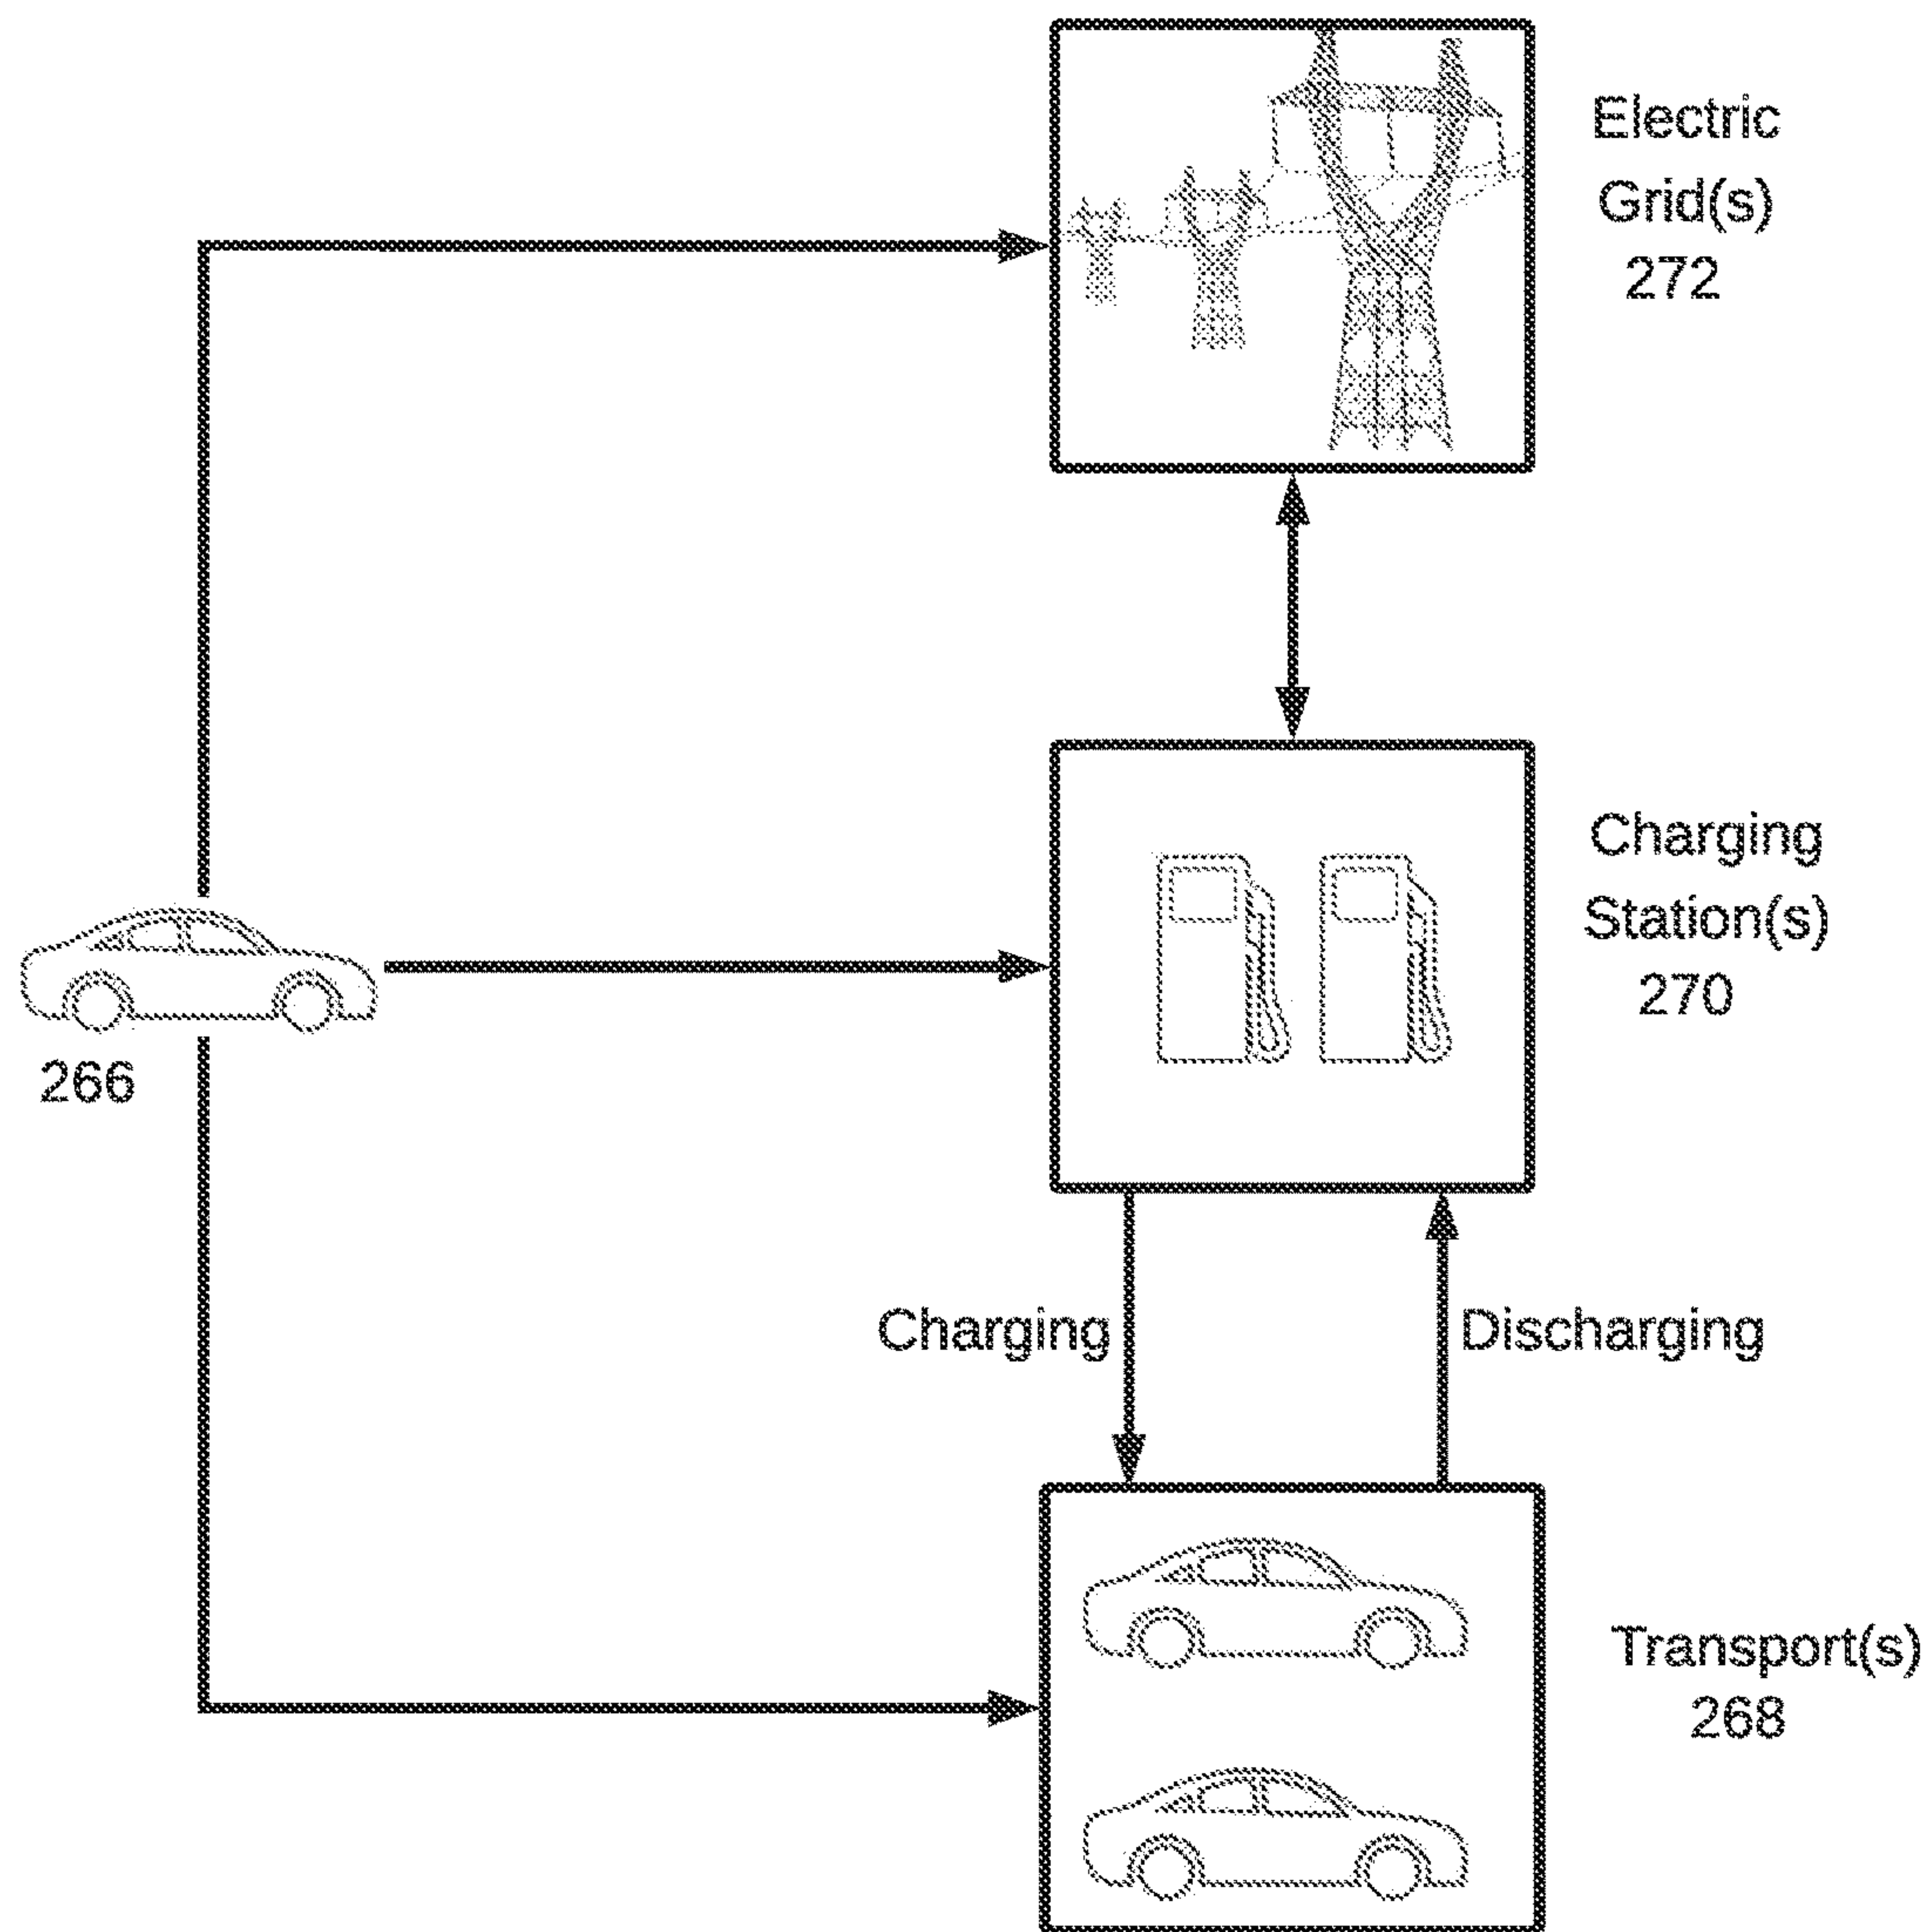 Electric
Grid(s)
272
Charging
Station(s)
270
266
Charging
Discharging
Transport(s)
268